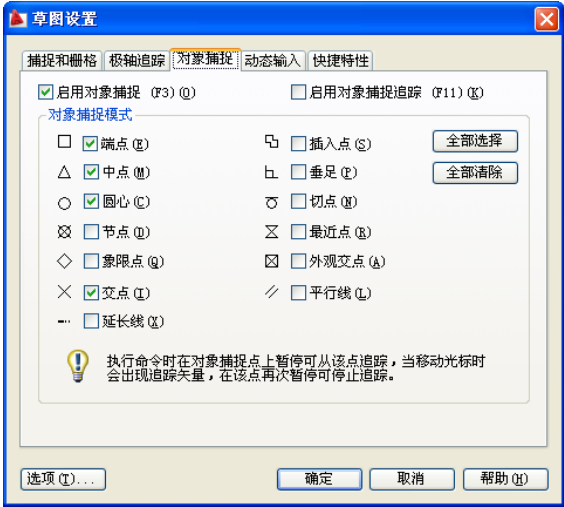 草图设置
捕捉和栅格 极轴追踪 对象捕捉 动态输入 快捷特性
启用对象捕捉 (F3)(O) 启用对象捕捉追踪 (F11)(K)
对象捕捉模式
端点(E) 插入点(S) 全部选择
中点(M) 垂足(P) 全部清除
圆心(C) 切点(N)
节点(D) 最近点(R)
象限点(Q) 外观交点(A)
交点(I) 平行线(L)
延长线(X)
执行命令时在对象捕捉点上暂停可从该点追踪，当移动光标时
会出现追踪矢量，在该点再次暂停可停止追踪。
选项(T)... 确定 取消 帮助(H)